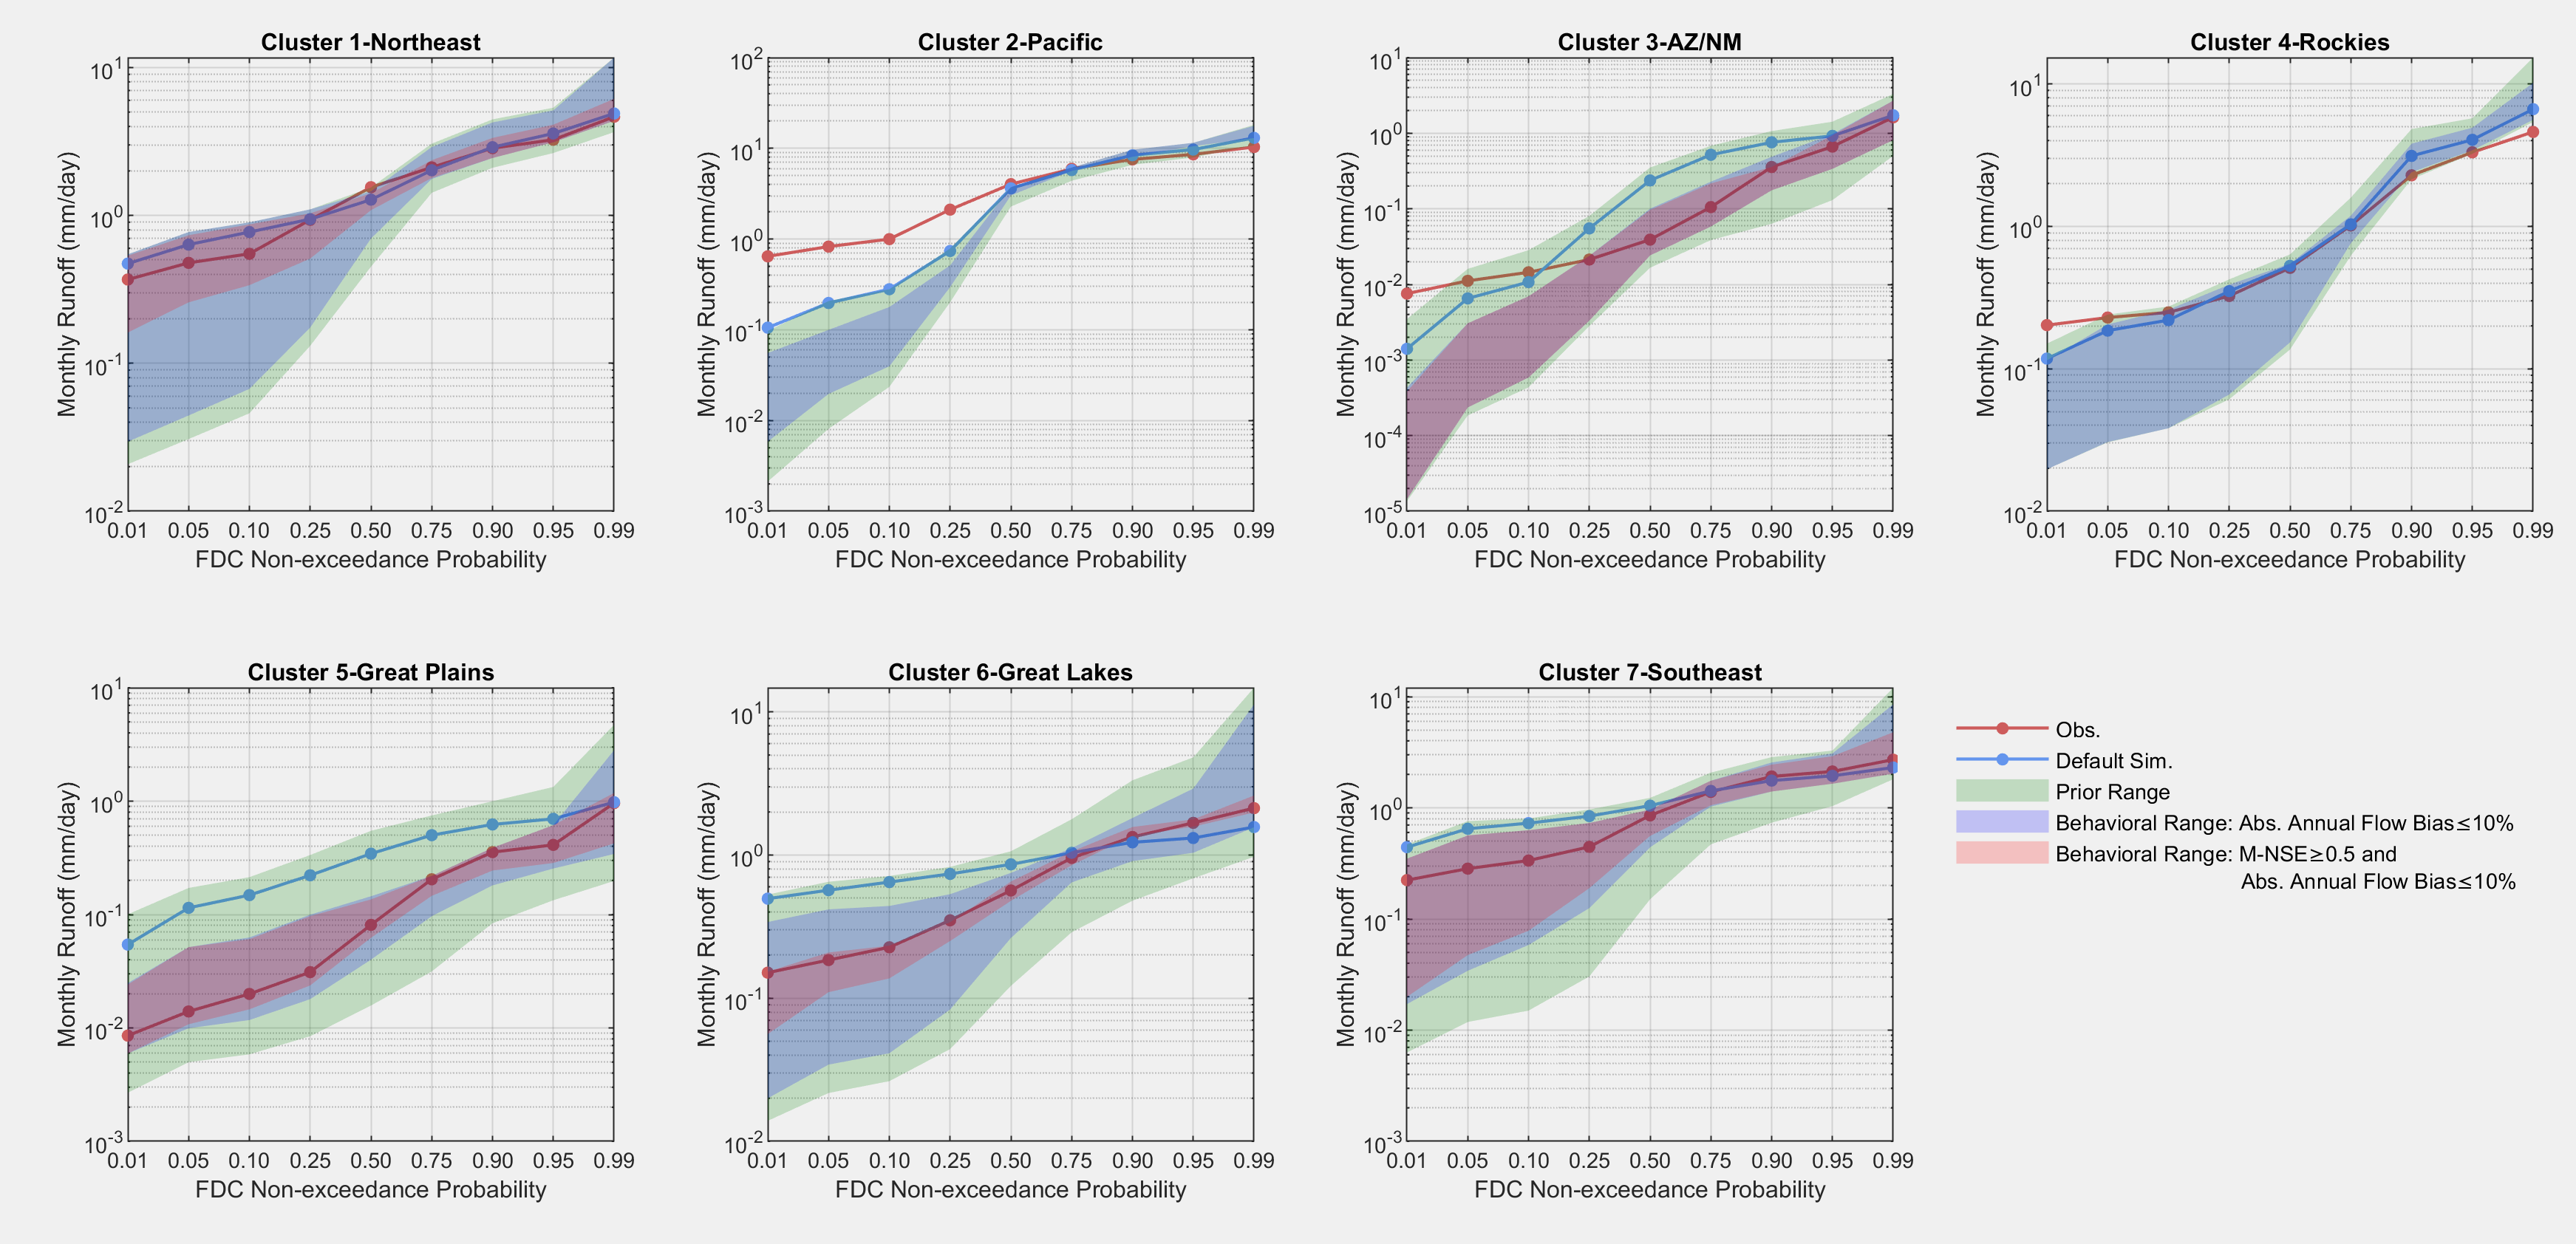 Cluster 1-Northeast
Monthly Runoff (mm/day)
10^1
10^0
10^-1
10^-2
0.01 0.05 0.10 0.25 0.50 0.75 0.90 0.95 0.99
FDC Non-exceedance Probability
Cluster 2-Pacific
Monthly Runoff (mm/day)
10^2
10^1
10^0
10^-1
10^-2
10^-3
0.01 0.05 0.10 0.25 0.50 0.75 0.90 0.95 0.99
FDC Non-exceedance Probability
Cluster 3-AZ/NM
Monthly Runoff (mm/day)
10^1
10^0
10^-1
10^-2
10^-3
10^-4
10^-5
0.01 0.05 0.10 0.25 0.50 0.75 0.90 0.95 0.99
FDC Non-exceedance Probability
Cluster 4-Rockies
Monthly Runoff (mm/day)
10^1
10^0
10^-1
10^-2
0.01 0.05 0.10 0.25 0.50 0.75 0.90 0.95 0.99
FDC Non-exceedance Probability
Cluster 5-Great Plains
Monthly Runoff (mm/day)
10^1
10^0
10^-1
10^-2
10^-3
0.01 0.05 0.10 0.25 0.50 0.75 0.90 0.95 0.99
FDC Non-exceedance Probability
Cluster 6-Great Lakes
Monthly Runoff (mm/day)
10^1
10^0
10^-1
10^-2
0.01 0.05 0.10 0.25 0.50 0.75 0.90 0.95 0.99
FDC Non-exceedance Probability
Cluster 7-Southeast
Monthly Runoff (mm/day)
10^1
10^0
10^-1
10^-2
10^-3
0.01 0.05 0.10 0.25 0.50 0.75 0.90 0.95 0.99
FDC Non-exceedance Probability
Obs.
Default Sim.
Prior Range
Behavioral Range: Abs. Annual Flow Bias≤10%
Behavioral Range: M-NSE≥0.5 and
Abs. Annual Flow Bias≤10%